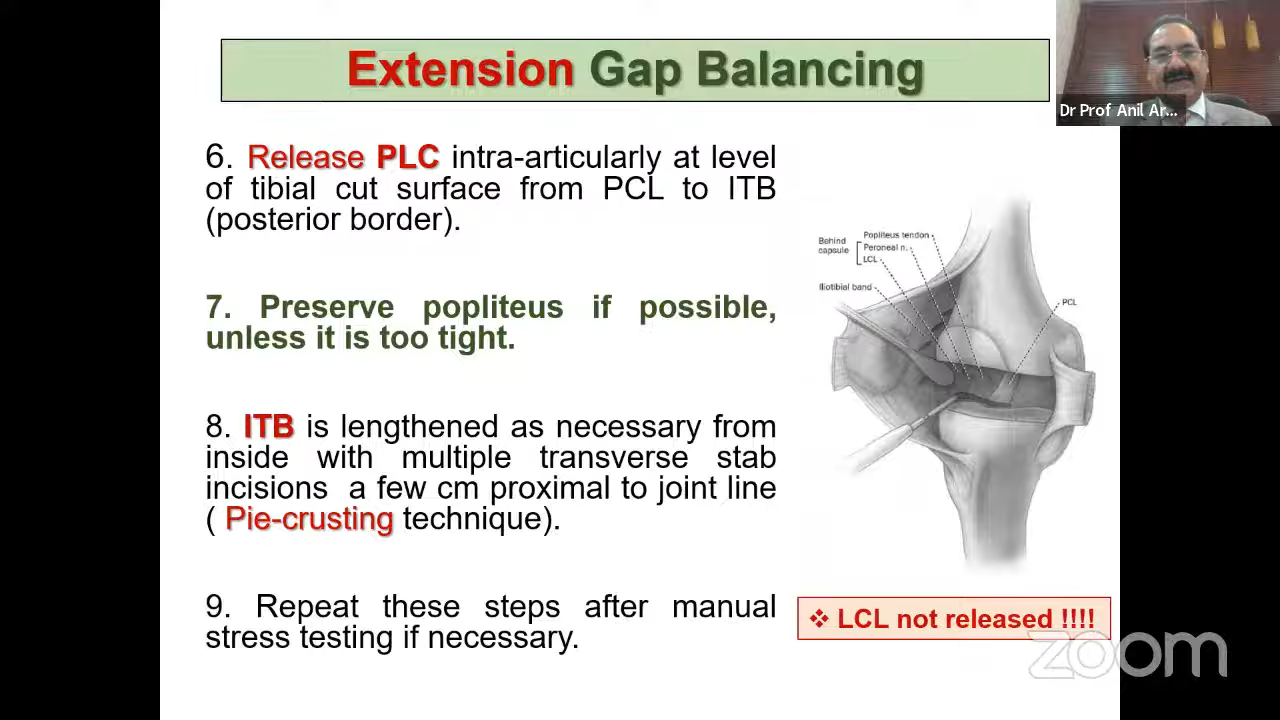 Extension Gap Balancing
Dr Prof Anil Ar...
6. Release PLC intra-articularly at level
of tibial cut surface from PCL to ITB
(posterior border).
7. Preserve popliteus if possible,
unless it is too tight.
8. ITB is lengthened as necessary from
inside with multiple transverse stab
incisions a few cm proximal to joint line
( Pie-crusting technique).
9. Repeat these steps after manual
stress testing if necessary.
Behind
capsule
Popliteus tendon
Peroneal n.
LCL
Iliotibial band
PCL
❖ LCL not released !!!!
zoom